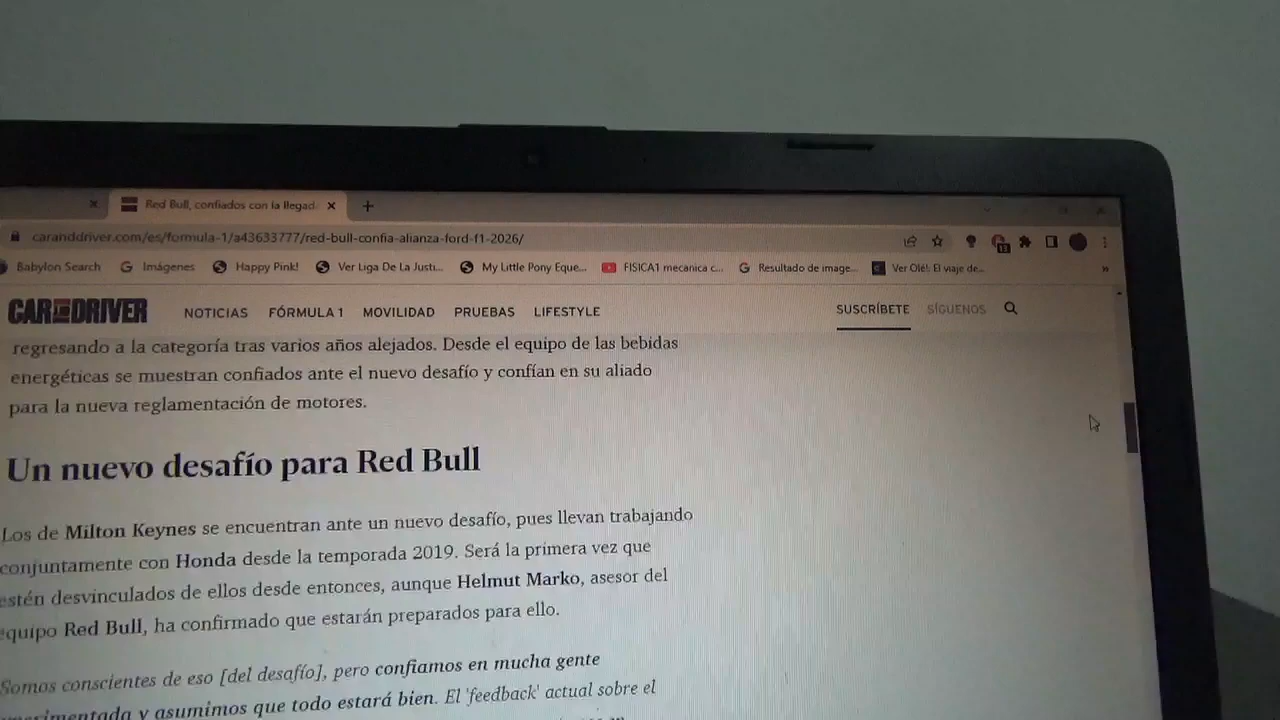 Red Bull, confiados con la llegad
caranddriver.com/es/formula-1/a43633777/red-bull-confia-alianza-ford-f1-2026/
Babylon Search Imágenes Happy Pink! Ver Liga De La Justi... My Little Pony Eque... FISICA1 mecanica c... Resultado de image... Ver Olé!: El viaje de... »
13
CAR AND DRIVER NOTICIAS FÓRMULA 1 MOVILIDAD PRUEBAS LIFESTYLE SUSCRÍBETE SÍGUENOS
regresando a la categoría tras varios años alejados. Desde el equipo de las bebidas
energéticas se muestran confiados ante el nuevo desafío y confían en su aliado
para la nueva reglamentación de motores.
Un nuevo desafío para Red Bull
Los de Milton Keynes se encuentran ante un nuevo desafío, pues llevan trabajando
conjuntamente con Honda desde la temporada 2019. Será la primera vez que
estén desvinculados de ellos desde entonces, aunque Helmut Marko, asesor del
equipo Red Bull, ha confirmado que estarán preparados para ello.
Somos conscientes de eso [del desafío], pero confiamos en mucha gente
y asumimos que todo estará bien. El 'feedback' actual sobre el